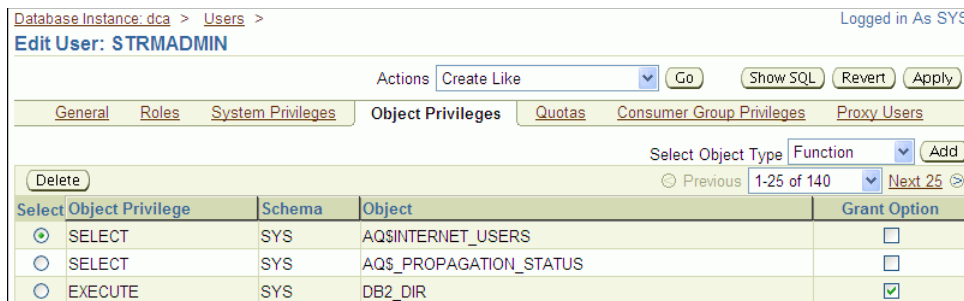 Database Instance: dca > Users >
Logged in As SYS
Edit User: STRMADMIN
Actions Create Like Go Show SQL Revert Apply
General Roles System Privileges Object Privileges Quotas Consumer Group Privileges Proxy Users
Select Object Type Function Add
Delete Previous 1-25 of 140 Next 25
Select Object Privilege Schema Object Grant Option
SELECT SYS AQ$INTERNET_USERS
SELECT SYS AQ$_PROPAGATION_STATUS
EXECUTE SYS DB2_DIR